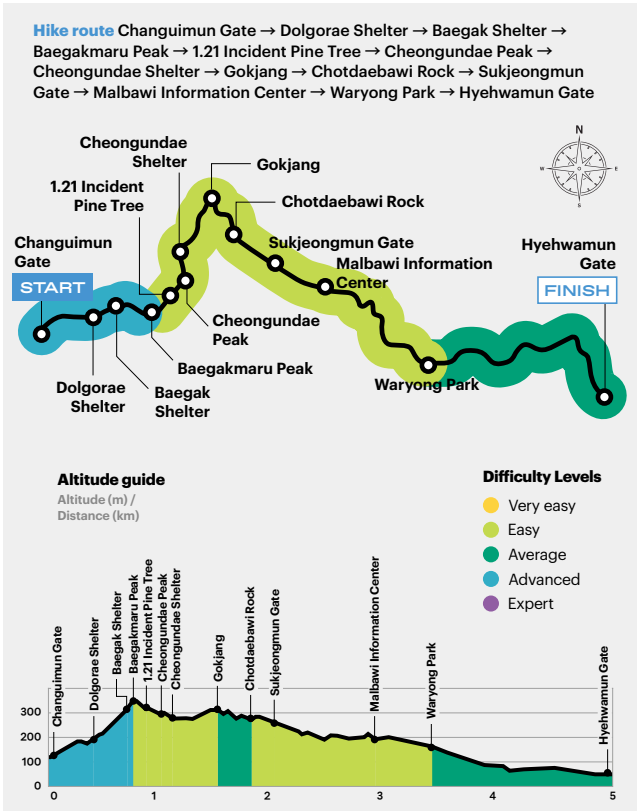 Hike route Changuimun Gate → Dolgorae Shelter → Baegak Shelter →
Baegakmaru Peak → 1.21 Incident Pine Tree → Cheongundae Peak →
Cheongundae Shelter → Gokjang → Chotdaebawi Rock → Sukjeongmun
Gate → Malbawi Information Center → Waryong Park → Hyehwamun Gate
N
W
O
E
S
Cheongundae
Shelter
Gokjang
1.21 Incident
Pine Tree
Chotdaebawi Rock
Changuimun
Gate
START
Sukjeongmun Gate
Malbawi Information
Center
Hyehwamun
Gate
FINISH
Cheongundae
Peak
Baegakmaru Peak
Dolgorae
Shelter
Baegak
Shelter
Waryong Park
Altitude guide
Altitude (m) /
Distance (km)
Difficulty Levels
Very easy
Easy
Average
Advanced
Expert
Changuimun Gate
Dolgorae Shelter
Baegak Shelter
Baegakmaru Peak
1.21 Incident Pine Tree
Cheongundae Peak
Cheongundae Shelter
Gokjang
Chotdaebawi Rock
Sukjeongmun Gate
Malbawi Information Center
Waryong Park
Hyehwamun Gate
300
200
100
0
0 1 2 3 4 5